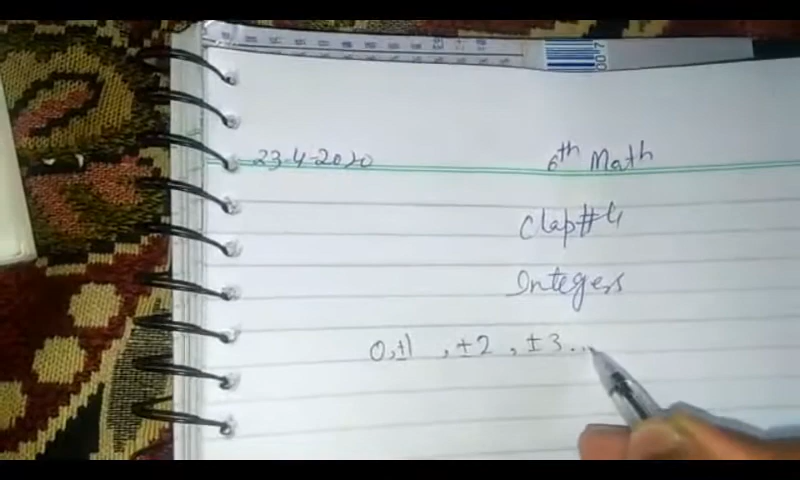 23-4-2020 6th Math
Chap#4
Integers
0, ±1 , ±2 , ±3...